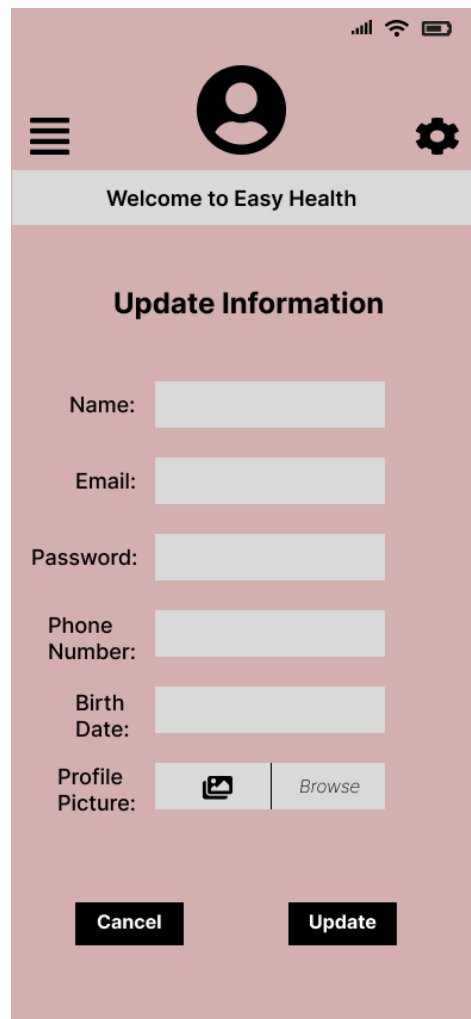 Welcome to Easy Health
Update Information
Name:
Email:
Password:
Phone
Number:
Birth
Date:
Profile
Picture:
Browse
Cancel
Update